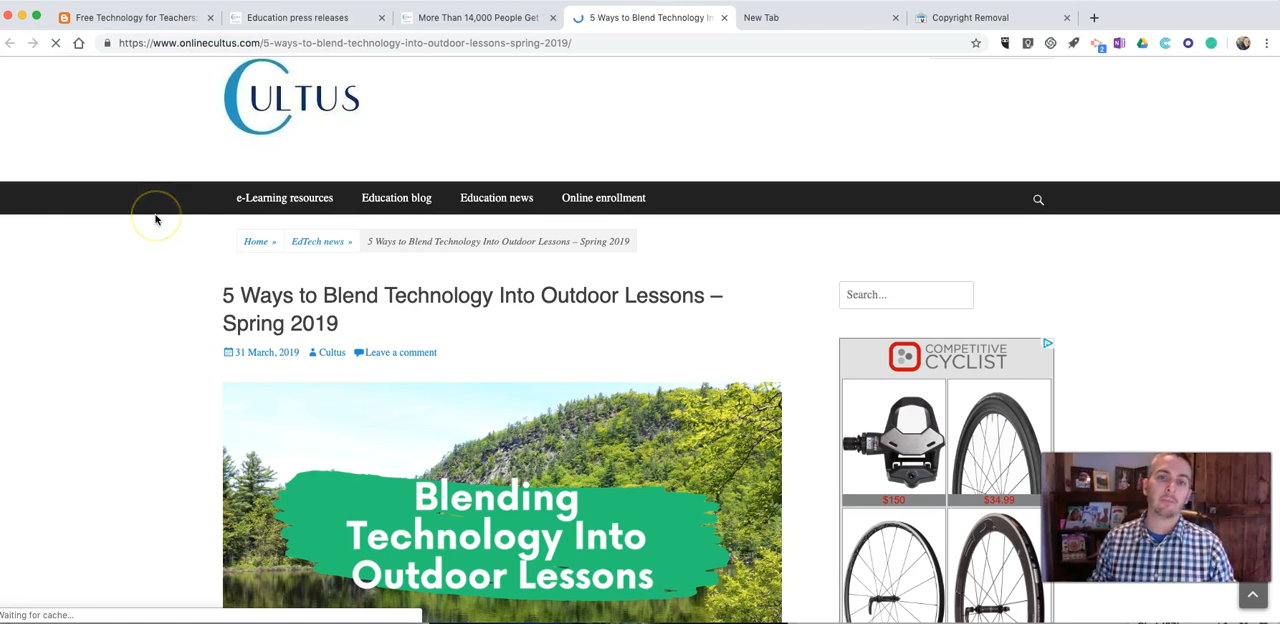 Free Technology for Teachers:
Education press releases
More Than 14,000 People Get
5 Ways to Blend Technology In
New Tab
Copyright Removal
https://www.onlinecultus.com/5-ways-to-blend-technology-into-outdoor-lessons-spring-2019/
2
CULTUS
e-Learning resources
Education blog
Education news
Online enrollment
Home »
EdTech news »
5 Ways to Blend Technology Into Outdoor Lessons – Spring 2019
5 Ways to Blend Technology Into Outdoor Lessons –
Spring 2019
Search...
31 March, 2019
Cultus
Leave a comment
COMPETITIVE
CYCLIST
Blending
Technology Into
Outdoor Lessons
$150
$34.99
Waiting for cache...